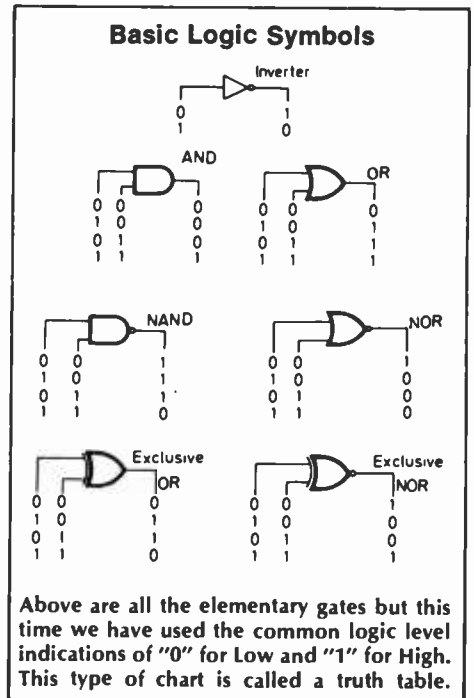 Basic Logic Symbols
Inverter
0 1
1 0
AND OR
0 0 0 0 0 0
1 0 0 1 0 1
0 1 0 0 1 1
1 1 1 1 1 1
NAND NOR
0 0 1 0 0 1
1 0 1 1 0 0
0 1 1 0 1 0
1 1 0 1 1 0
Exclusive Exclusive
OR NOR
0 0 0 0 0 1
1 0 1 1 0 0
0 1 1 0 1 0
1 1 0 1 1 1
Above are all the elementary gates but this
time we have used the common logic level
indications of "0" for Low and "1" for High.
This type of chart is called a truth table.